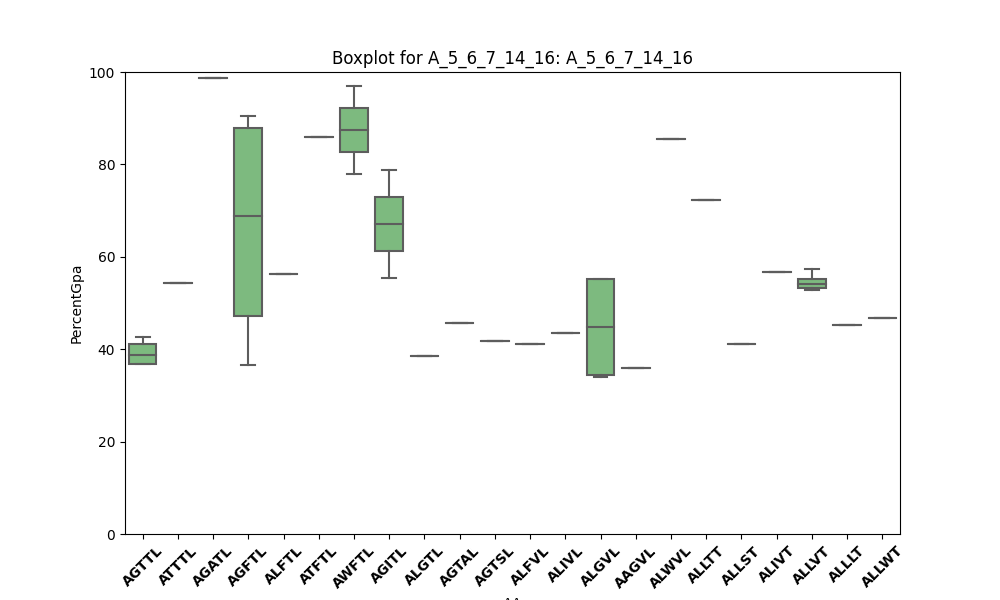 Boxplot for A_5_6_7_14_16: A_5_6_7_14_16
PercentGpa
100
80
60
40
20
0
AGTTL
ATTTL
AGATL
AGFTL
ALFTL
ATFTL
AWFTL
AGITL
ALGTL
AGTAL
AGTSL
ALFVL
ALIVL
ALGVL
AAGVL
ALWVL
ALLTT
ALLST
ALIVT
ALLVT
ALLLT
ALLWT